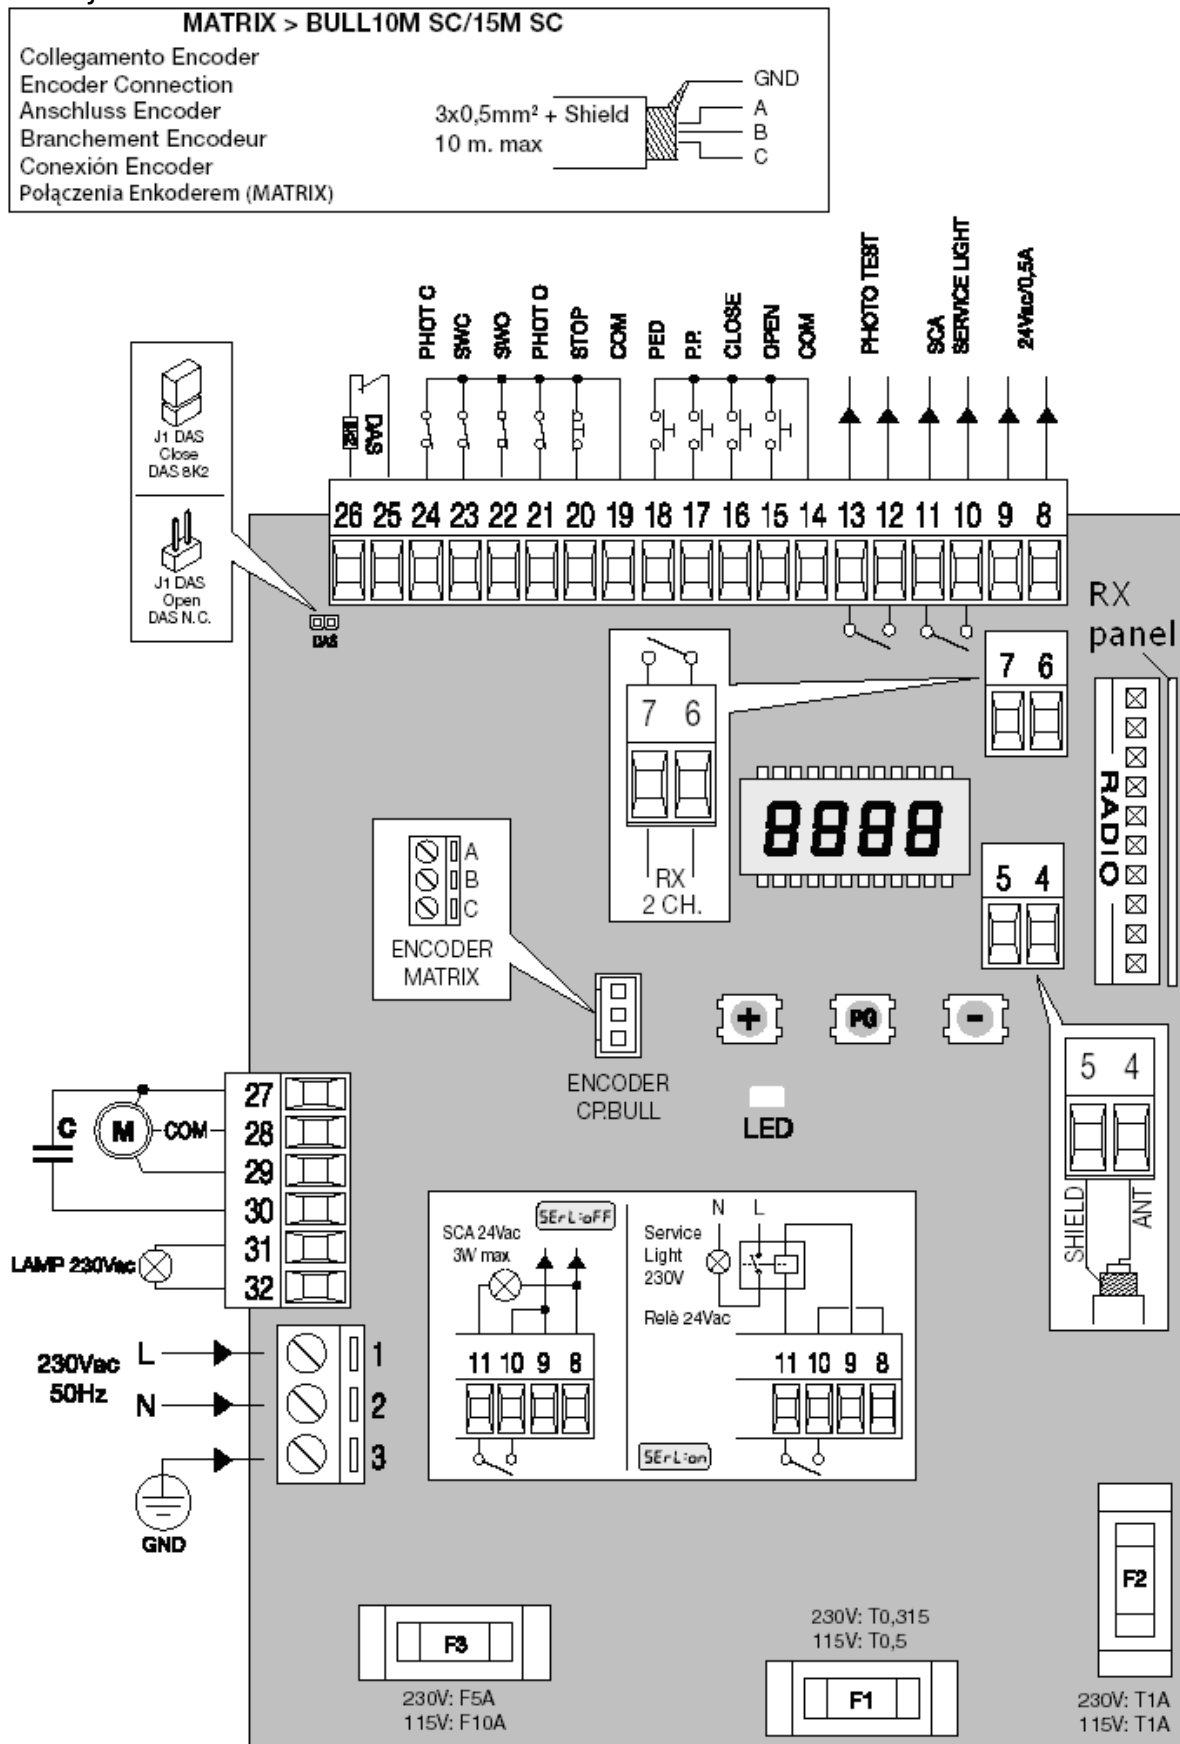 MATRIX > BULL10M SC/15M SC
Collegamento Encoder
Encoder Connection
Anschluss Encoder
Branchement Encodeur
Conexión Encoder
Połączenia Enkoderem (MATRIX)
3x0,5mm² + Shield
10 m. max
GND
A
B
C
J1 DAS
Close
DAS 8K2
J1 DAS
Open
DAS N.C.
8K2
DAS
PHOT C
SWC
SWO
PHOT O
STOP
COM
PED
P.P.
CLOSE
OPEN
COM
PHOTO TEST
SCA
SERVICE LIGHT
24Vac/0,5A
26 25 24 23 22 21 20 19 18 17 16 15 14 13 12 11 10 9 8
DAS
RX
panel
7 6
7 6
RX
2 CH.
8888
RADIO
5 4
A
B
C
ENCODER
MATRIX
ENCODER
CP.BULL
+
PG
-
LED
5 4
SHIELD
ANT
27
28
29
30
31
32
C
M
COM
LAMP 230Vac
230Vac
50Hz
L
N
GND
1
2
3
SErL:oFF
SCA 24Vac
3W max
11 10 9 8
N L
Service
Light
230V
Relè 24Vac
11 10 9 8
SErL:on
F2
230V: T1A
115V: T1A
F3
230V: F5A
115V: F10A
230V: T0,315
115V: T0,5
F1